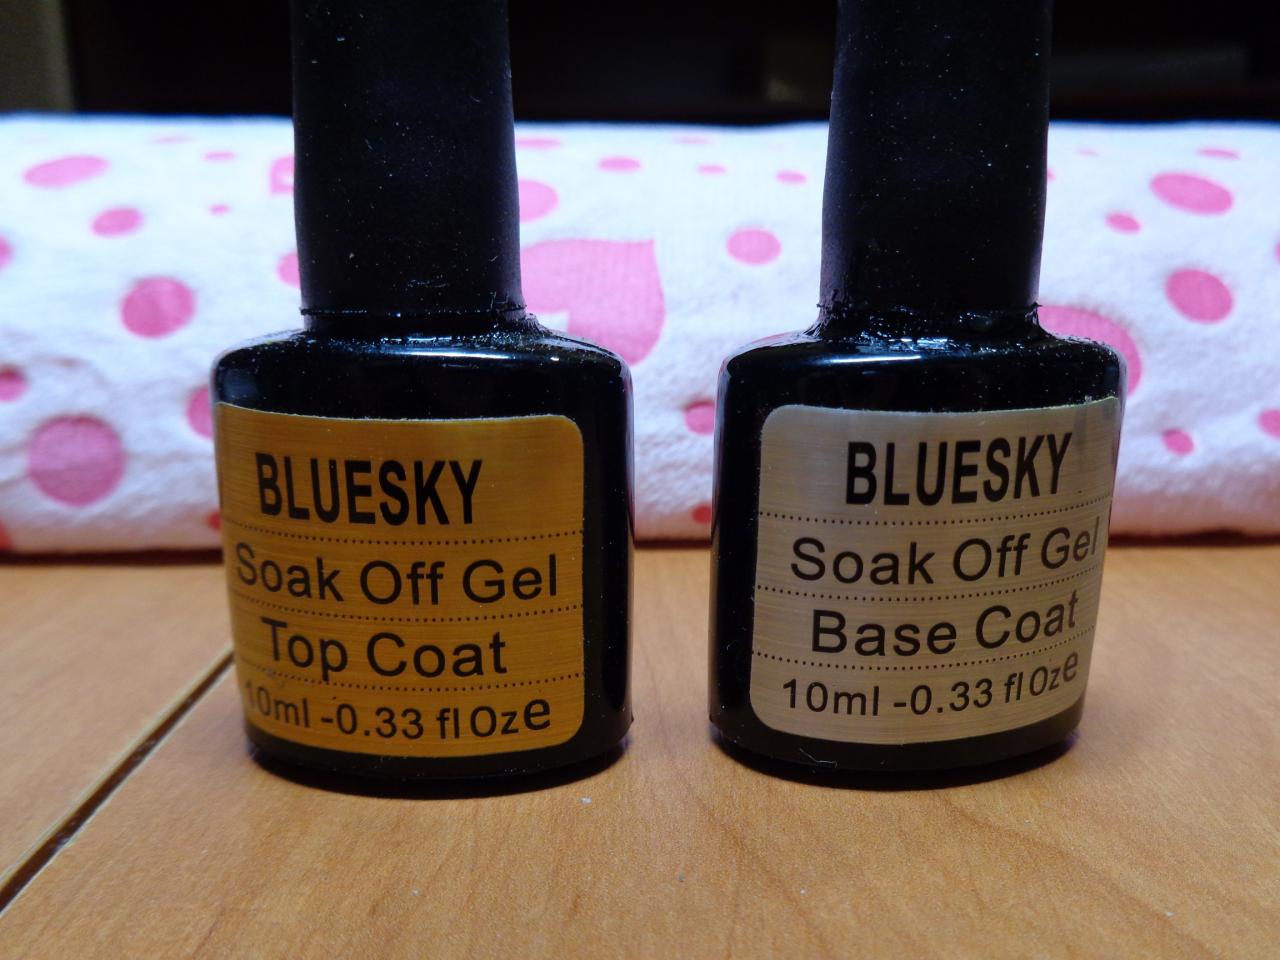 BLUESKY
Soak Off Gel
Top Coat
10ml -0.33 fl Oze
BLUESKY
Soak Off Gel
Base Coat
10ml -0.33 fl Oze